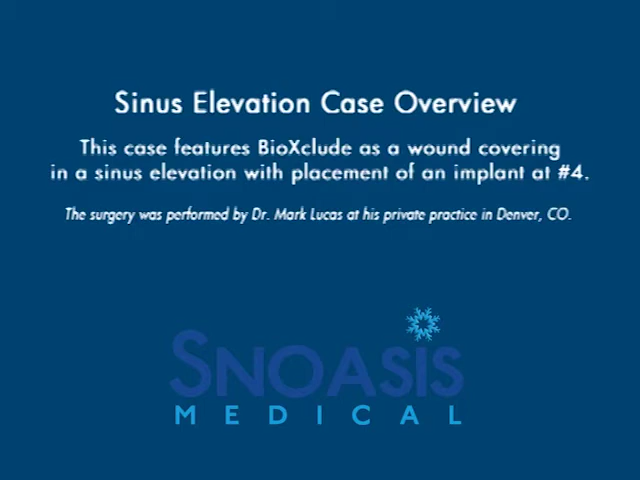 Sinus Elevation Case Overview
This case features BioXclude as a wound covering
in a sinus elevation with placement of an implant at #4.
The surgery was performed by Dr. Mark Lucas at his private practice in Denver, CO.
SNOASIS
MEDICAL